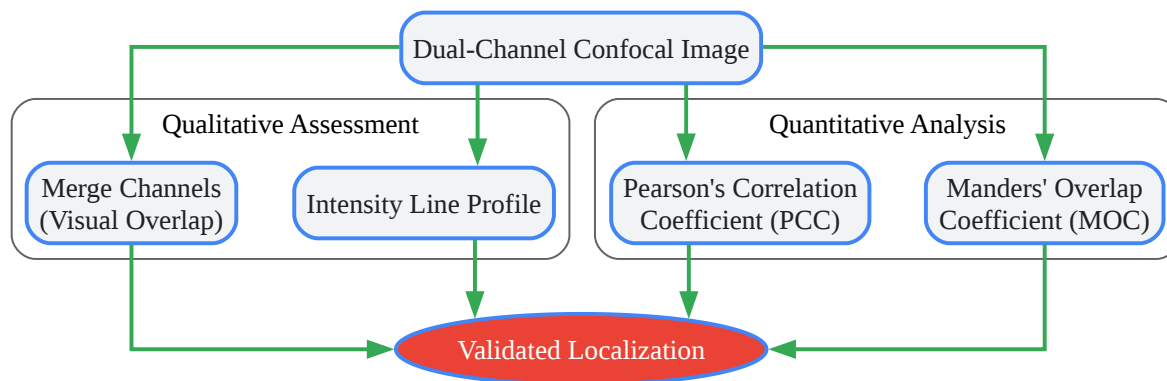 Dual-Channel Confocal Image
Qualitative Assessment
Quantitative Analysis
Merge Channels
(Visual Overlap)
Intensity Line Profile
Pearson's Correlation
Coefficient (PCC)
Manders' Overlap
Coefficient (MOC)
Validated Localization